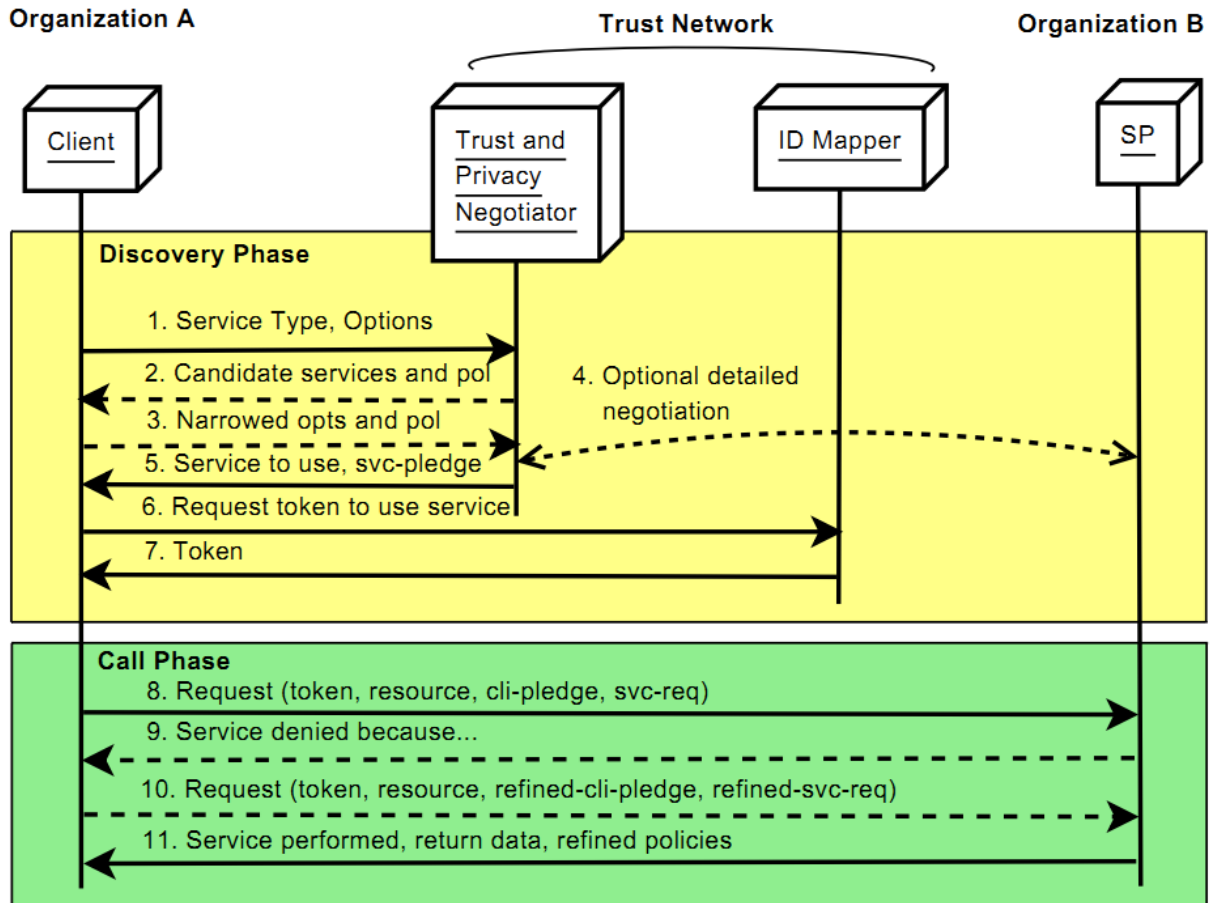 Organization A
Trust Network
Organization B
Client
Trust and
Privacy
Negotiator
ID Mapper
SP
Discovery Phase
1. Service Type, Options
2. Candidate services and pol
3. Narrowed opts and pol
4. Optional detailed
negotiation
5. Service to use, svc-pledge
6. Request token to use service
7. Token
Call Phase
8. Request (token, resource, cli-pledge, svc-req)
9. Service denied because...
10. Request (token, resource, refined-cli-pledge, refined-svc-req)
11. Service performed, return data, refined policies